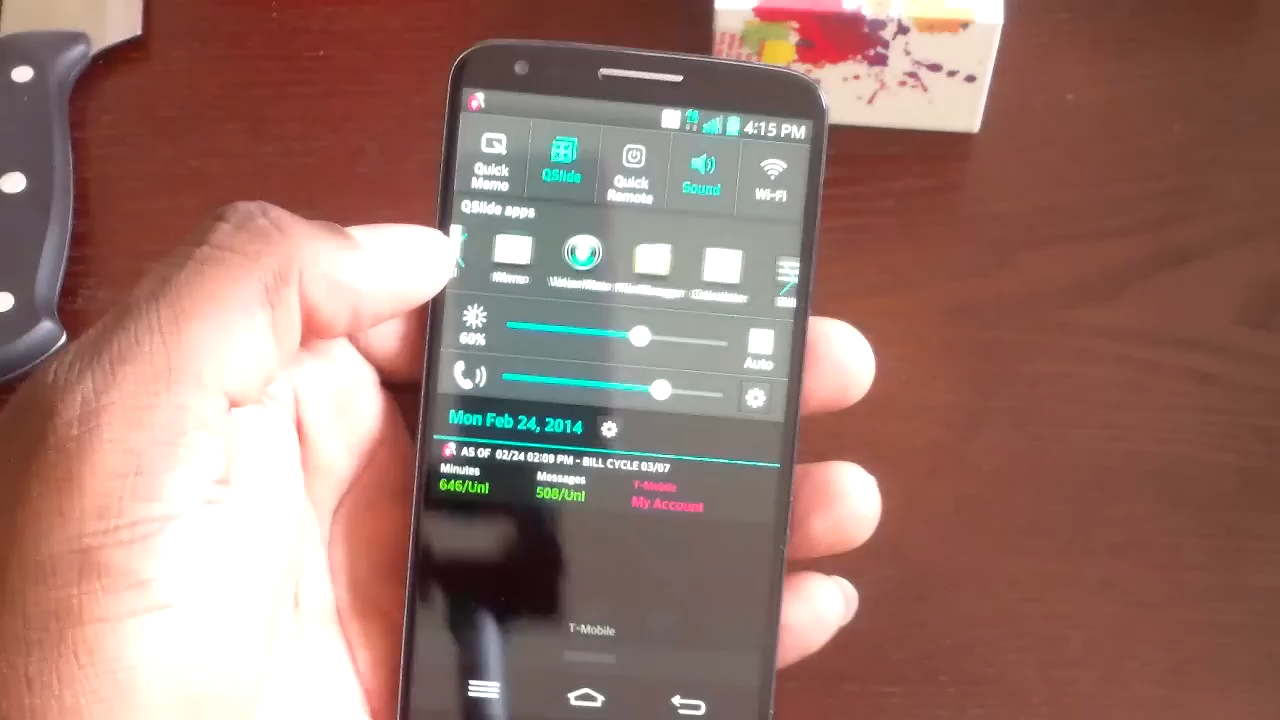 4:15 PM
Quick Memo
QSlide
Quick Remote
Sound
Wi-Fi
QSlide apps
Memo
60%
Auto
Mon Feb 24, 2014
AS OF 02/24 02:09 PM - BILL CYCLE 03/07
Minutes Messages T-Mobile
646/Unl 508/Unl My Account
T-Mobile